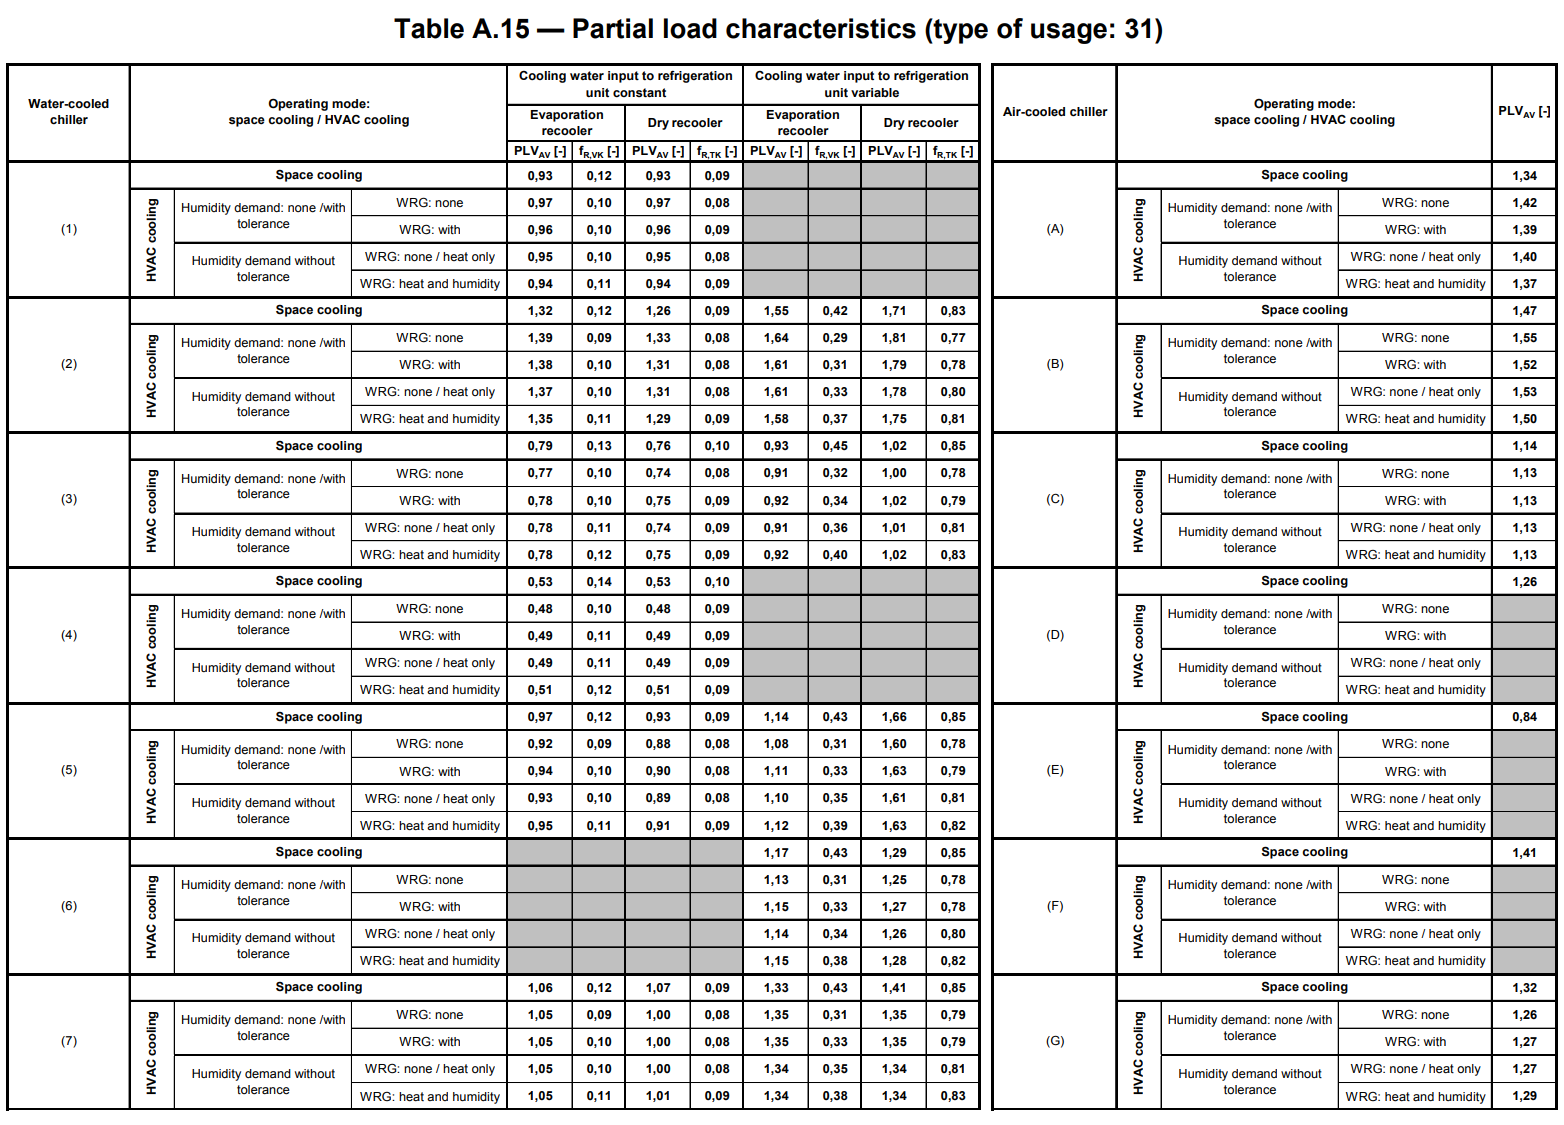 Table A.15 — Partial load characteristics (type of usage: 31)
Water-cooled chiller
Operating mode: space cooling / HVAC cooling
Cooling water input to refrigeration unit constant
Cooling water input to refrigeration unit variable
Evaporation recooler
Dry recooler
Evaporation recooler
Dry recooler
PLVAV [-] fR,VK [-] PLVAV [-] fR,TK [-] PLVAV [-] fR,VK [-] PLVAV [-] fR,TK [-]
(1)
Space cooling 0,93 0,12 0,93 0,09
HVAC cooling
Humidity demand: none /with tolerance
WRG: none 0,97 0,10 0,97 0,08
WRG: with 0,96 0,10 0,96 0,09
Humidity demand without tolerance
WRG: none / heat only 0,95 0,10 0,95 0,08
WRG: heat and humidity 0,94 0,11 0,94 0,09
(2)
Space cooling 1,32 0,12 1,26 0,09 1,55 0,42 1,71 0,83
HVAC cooling
Humidity demand: none /with tolerance
WRG: none 1,39 0,09 1,33 0,08 1,64 0,29 1,81 0,77
WRG: with 1,38 0,10 1,31 0,08 1,61 0,31 1,79 0,78
Humidity demand without tolerance
WRG: none / heat only 1,37 0,10 1,31 0,08 1,61 0,33 1,78 0,80
WRG: heat and humidity 1,35 0,11 1,29 0,09 1,58 0,37 1,75 0,81
(3)
Space cooling 0,79 0,13 0,76 0,10 0,93 0,45 1,02 0,85
HVAC cooling
Humidity demand: none /with tolerance
WRG: none 0,77 0,10 0,74 0,08 0,91 0,32 1,00 0,78
WRG: with 0,78 0,10 0,75 0,09 0,92 0,34 1,02 0,79
Humidity demand without tolerance
WRG: none / heat only 0,78 0,11 0,74 0,09 0,91 0,36 1,01 0,81
WRG: heat and humidity 0,78 0,12 0,75 0,09 0,92 0,40 1,02 0,83
(4)
Space cooling 0,53 0,14 0,53 0,10
HVAC cooling
Humidity demand: none /with tolerance
WRG: none 0,48 0,10 0,48 0,09
WRG: with 0,49 0,11 0,49 0,09
Humidity demand without tolerance
WRG: none / heat only 0,49 0,11 0,49 0,09
WRG: heat and humidity 0,51 0,12 0,51 0,09
(5)
Space cooling 0,97 0,12 0,93 0,09 1,14 0,43 1,66 0,85
HVAC cooling
Humidity demand: none /with tolerance
WRG: none 0,92 0,09 0,88 0,08 1,08 0,31 1,60 0,78
WRG: with 0,94 0,10 0,90 0,08 1,11 0,33 1,63 0,79
Humidity demand without tolerance
WRG: none / heat only 0,93 0,10 0,89 0,08 1,10 0,35 1,61 0,81
WRG: heat and humidity 0,95 0,11 0,91 0,09 1,12 0,39 1,63 0,82
(6)
Space cooling 1,17 0,43 1,29 0,85
HVAC cooling
Humidity demand: none /with tolerance
WRG: none 1,13 0,31 1,25 0,78
WRG: with 1,15 0,33 1,27 0,78
Humidity demand without tolerance
WRG: none / heat only 1,14 0,34 1,26 0,80
WRG: heat and humidity 1,15 0,38 1,28 0,82
(7)
Space cooling 1,06 0,12 1,07 0,09 1,33 0,43 1,41 0,85
HVAC cooling
Humidity demand: none /with tolerance
WRG: none 1,05 0,09 1,00 0,08 1,35 0,31 1,35 0,79
WRG: with 1,05 0,10 1,00 0,08 1,35 0,33 1,35 0,79
Humidity demand without tolerance
WRG: none / heat only 1,05 0,10 1,00 0,08 1,34 0,35 1,34 0,81
WRG: heat and humidity 1,05 0,11 1,01 0,09 1,34 0,38 1,34 0,83
Air-cooled chiller
Operating mode: space cooling / HVAC cooling
PLVAV [-]
(A)
Space cooling 1,34
HVAC cooling
Humidity demand: none /with tolerance
WRG: none 1,42
WRG: with 1,39
Humidity demand without tolerance
WRG: none / heat only 1,40
WRG: heat and humidity 1,37
(B)
Space cooling 1,47
HVAC cooling
Humidity demand: none /with tolerance
WRG: none 1,55
WRG: with 1,52
Humidity demand without tolerance
WRG: none / heat only 1,53
WRG: heat and humidity 1,50
(C)
Space cooling 1,14
HVAC cooling
Humidity demand: none /with tolerance
WRG: none 1,13
WRG: with 1,13
Humidity demand without tolerance
WRG: none / heat only 1,13
WRG: heat and humidity 1,13
(D)
Space cooling 1,26
HVAC cooling
Humidity demand: none /with tolerance
WRG: none
WRG: with
Humidity demand without tolerance
WRG: none / heat only
WRG: heat and humidity
(E)
Space cooling 0,84
HVAC cooling
Humidity demand: none /with tolerance
WRG: none
WRG: with
Humidity demand without tolerance
WRG: none / heat only
WRG: heat and humidity
(F)
Space cooling 1,41
HVAC cooling
Humidity demand: none /with tolerance
WRG: none
WRG: with
Humidity demand without tolerance
WRG: none / heat only
WRG: heat and humidity
(G)
Space cooling 1,32
HVAC cooling
Humidity demand: none /with tolerance
WRG: none 1,26
WRG: with 1,27
Humidity demand without tolerance
WRG: none / heat only 1,27
WRG: heat and humidity 1,29